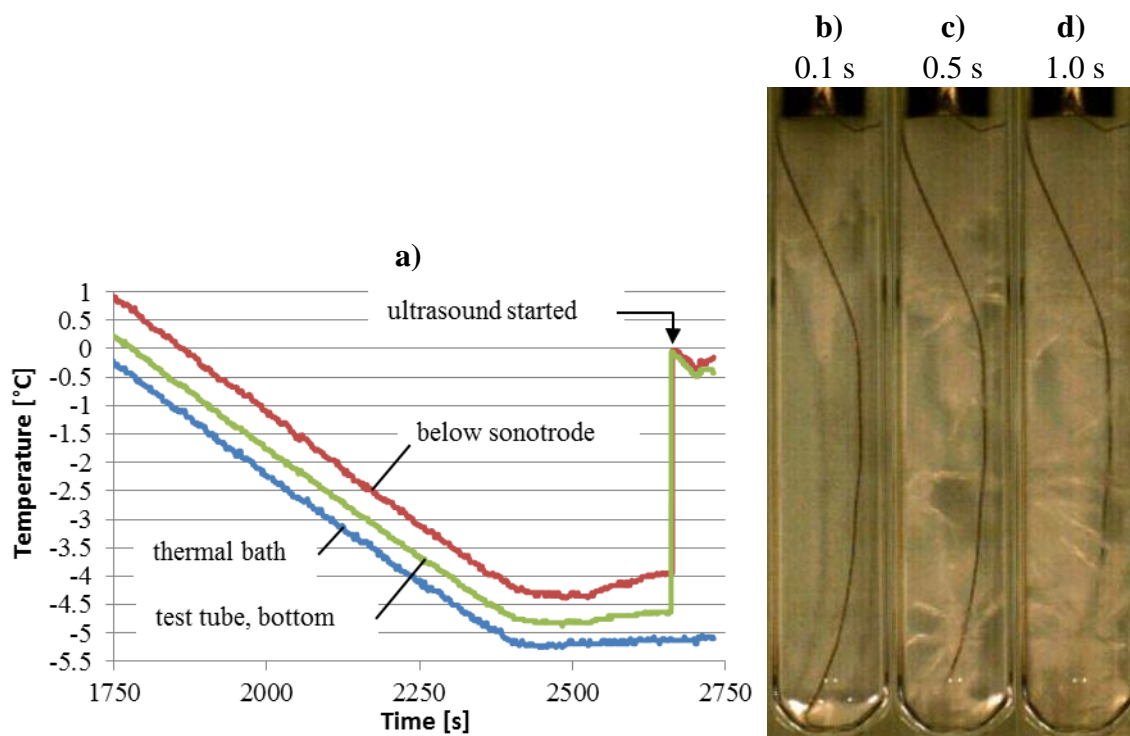 b) c) d)
0.1 s 0.5 s 1.0 s
a)
1
0.5
0
-0.5
-1
-1.5
-2
-2.5
-3
-3.5
-4
-4.5
-5
-5.5
Temperature [°C]
ultrasound started
below sonotrode
thermal bath
test tube, bottom
1750 2000 2250 2500 2750
Time [s]